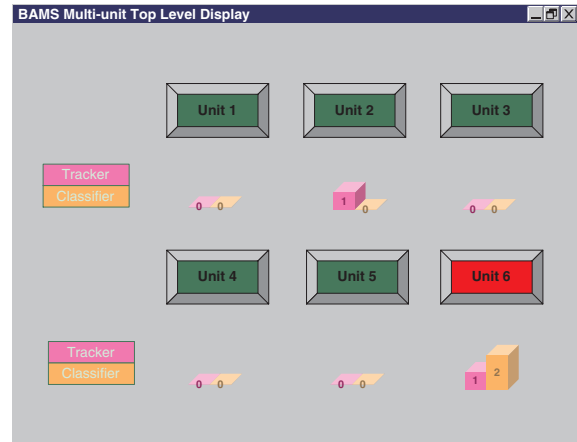 BAMS Multi-unit Top Level Display
Unit 1 Unit 2 Unit 3
Tracker
Classifier
0 0 1 0 0 0
Unit 4 Unit 5 Unit 6
Tracker
Classifier
0 0 0 0 1 2